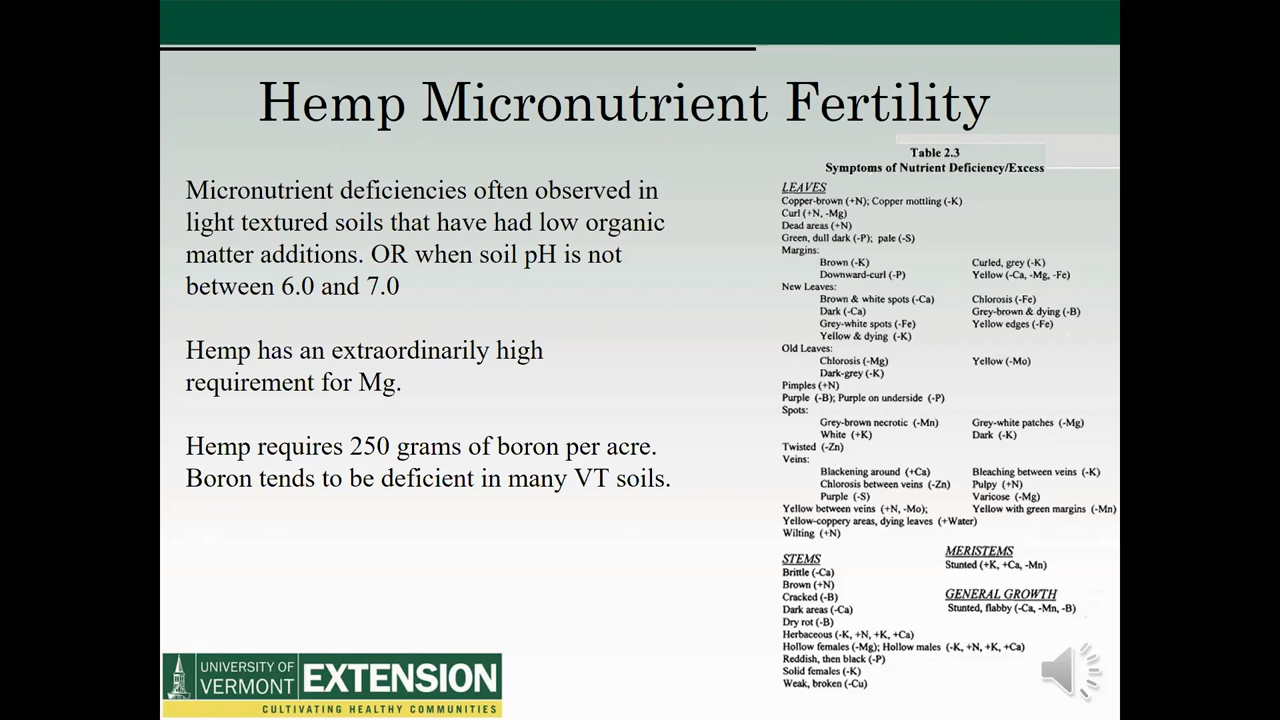 Hemp Micronutrient Fertility
Micronutrient deficiencies often observed in
light textured soils that have had low organic
matter additions. OR when soil pH is not
between 6.0 and 7.0
Hemp has an extraordinarily high
requirement for Mg.
Hemp requires 250 grams of boron per acre.
Boron tends to be deficient in many VT soils.
Table 2.3
Symptoms of Nutrient Deficiency/Excess
LEAVES
Copper-brown (+N); Copper mottling (-K)
Curl (+N, -Mg)
Dead areas (+N)
Green, dull dark (-P); pale (-S)
Margins:
Brown (-K) Curled, grey (-K)
Downward-curl (-P) Yellow (-Ca, -Mg, -Fe)
New Leaves:
Brown & white spots (-Ca) Chlorosis (-Fe)
Dark (-Ca) Grey-brown & dying (-B)
Grey-white spots (-Fe) Yellow edges (-Fe)
Yellow & dying (-K)
Old Leaves:
Chlorosis (-Mg) Yellow (-Mo)
Dark-grey (-K)
Pimples (+N)
Purple (-B); Purple on underside (-P)
Spots:
Grey-brown necrotic (-Mn) Grey-white patches (-Mg)
White (+K) Dark (-K)
Twisted (-Zn)
Veins:
Blackening around (+Ca) Bleaching between veins (-K)
Chlorosis between veins (-Zn) Pulpy (+N)
Purple (-S) Varicose (-Mg)
Yellow between veins (+N, -Mo); Yellow with green margins (-Mn)
Yellow-coppery areas, dying leaves (+Water)
Wilting (+N)
STEMS
Brittle (-Ca)
Brown (+N)
Cracked (-B)
Dark areas (-Ca)
Dry rot (-B)
Herbaceous (-K, +N, +K, +Ca)
Hollow females (-Mg); Hollow males (-K, +N, +K, +Ca)
Reddish, then black (-P)
Solid females (-K)
Weak, broken (-Cu)
MERISTEMS
Stunted (+K, +Ca, -Mn)
GENERAL GROWTH
Stunted, flabby (-Ca, -Mn, -B)
UNIVERSITY OF
VERMONT
EXTENSION
CULTIVATING HEALTHY COMMUNITIES